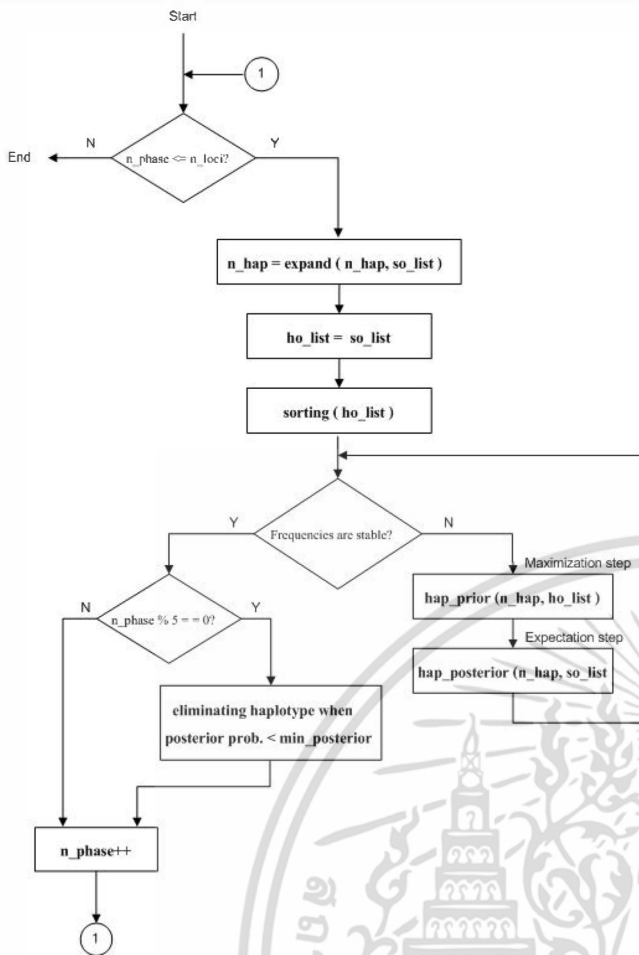 Start
1
n_phase <= n_loci?
N
Y
End
n_hap = expand ( n_hap, so_list )
ho_list = so_list
sorting ( ho_list )
Frequencies are stable?
Y
N
Maximization step
hap_prior (n_hap, ho_list )
Expectation step
hap_posterior (n_hap, so_list
n_phase % 5 = = 0?
N
Y
eliminating haplotype when
posterior prob. < min_posterior
n_phase++
1